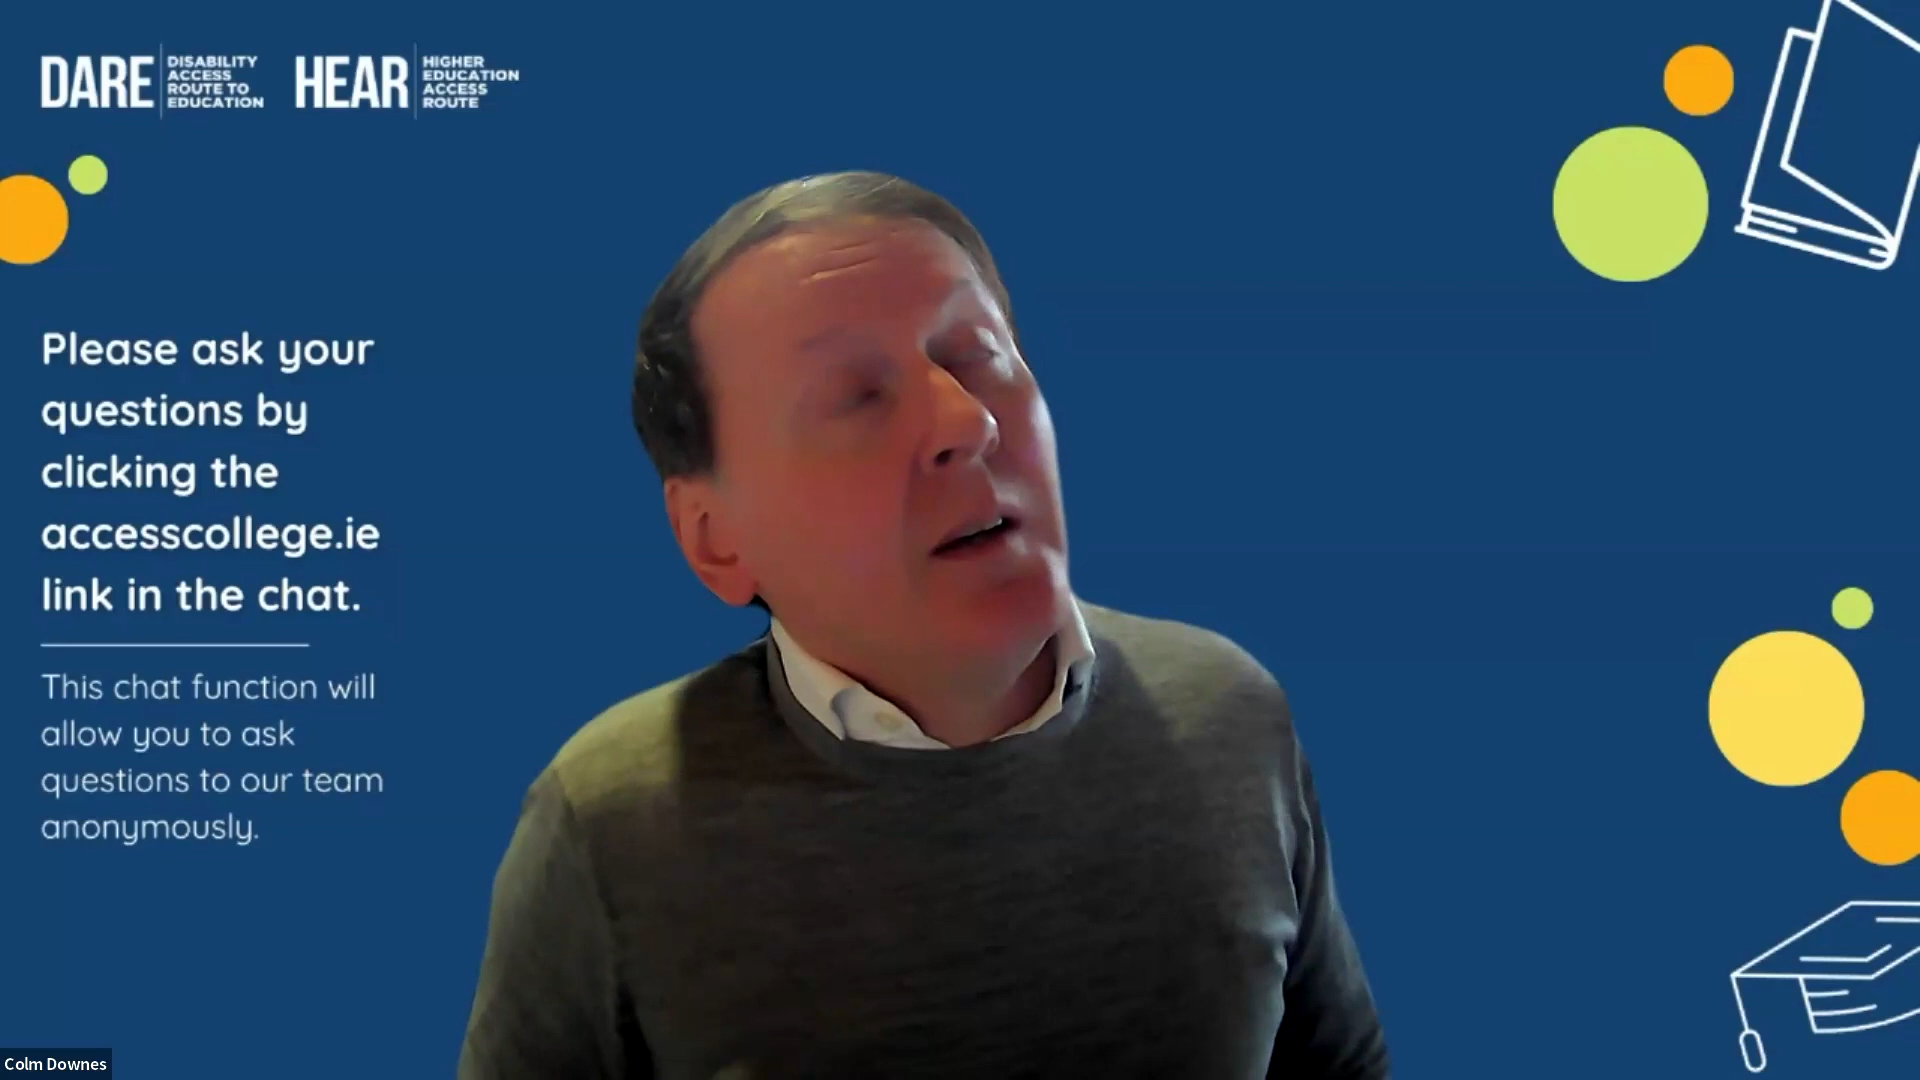 DARE
DISABILITY
ACCESS
ROUTE TO
EDUCATION
HEAR
HIGHER
EDUCATION
ACCESS
ROUTE
Please ask your
questions by
clicking the
accesscollege.ie
link in the chat.
This chat function will
allow you to ask
questions to our team
anonymously.
Colm Downes